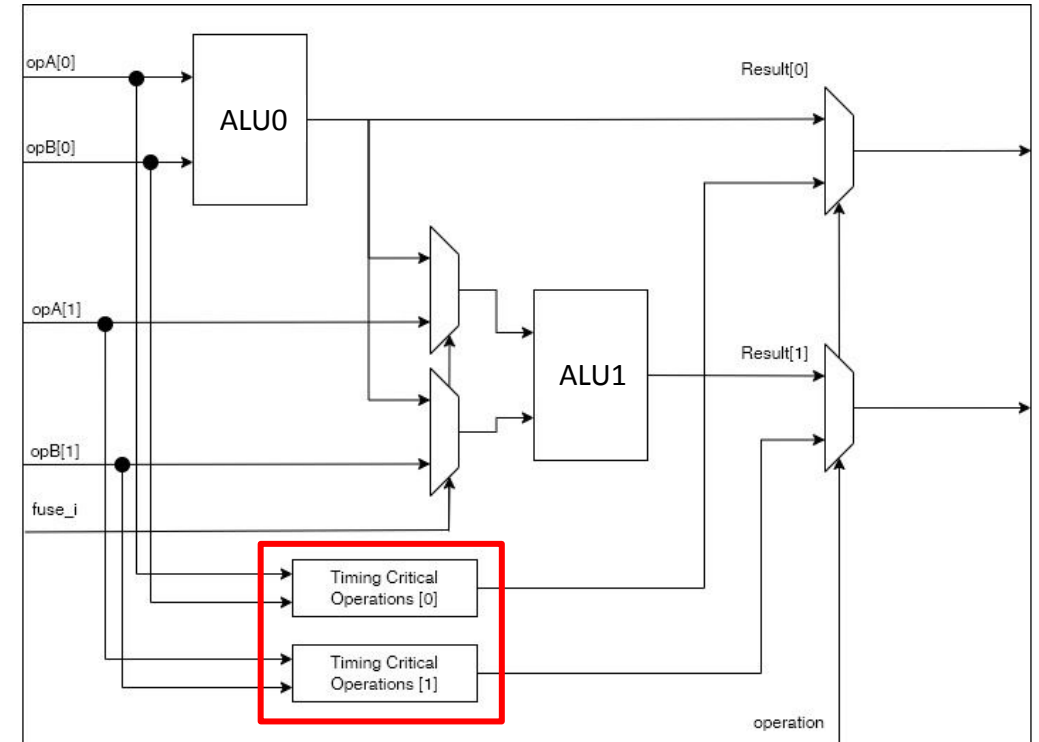 opA[0]
Result[0]
ALU0
opB[0]
opA[1]
Result[1]
ALU1
opB[1]
fuse_i
Timing Critical
Operations [0]
Timing Critical
Operations [1]
operation